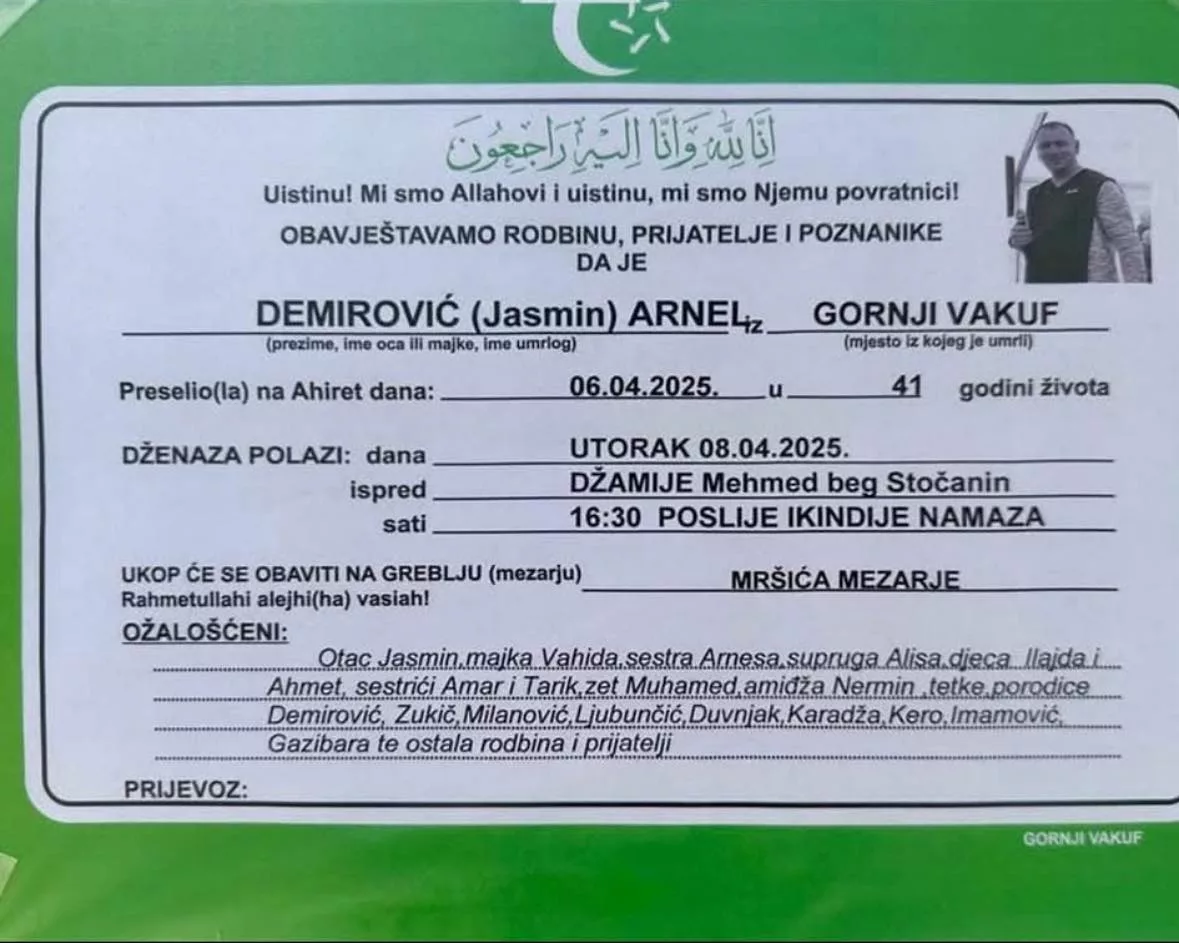 إنا لله وإنا إليه راجعون
Uistinu! Mi smo Allahovi i uistinu, mi smo Njemu povratnici!
OBAVJEŠTAVAMO RODBINU, PRIJATELJE I POZNANIKE
DA JE
DEMIROVIĆ (Jasmin) ARNEL iz GORNJI VAKUF
(prezime, ime oca ili majke, ime umrlog) (mjesto iz kojeg je umrli)
Preselio(la) na Ahiret dana: 06.04.2025. u 41 godini života
DŽENAZA POLAZI: dana UTORAK 08.04.2025.
ispred DŽAMIJE Mehmed beg Stočanin
sati 16:30 POSLIJE IKINDIJE NAMAZA
UKOP ĆE SE OBAVITI NA GREBLJU (mezarju) MRŠIĆA MEZARJE
Rahmetullahi alejhi(ha) vasiah!
OŽALOŠĆENI:
Otac Jasmin,majka Vahida,sestra Arnesa,supruga Alisa,djeca Ilajda i
Ahmet, sestrići Amar i Tarik,zet Muhamed,amidža Nermin ,tetke,porodice
Demirović, Zukič,Milanović,Ljubunčić,Duvnjak,Karadža,Kero,Imamović,
Gazibara te ostala rodbina i prijatelji
PRIJEVOZ:
GORNJI VAKUF